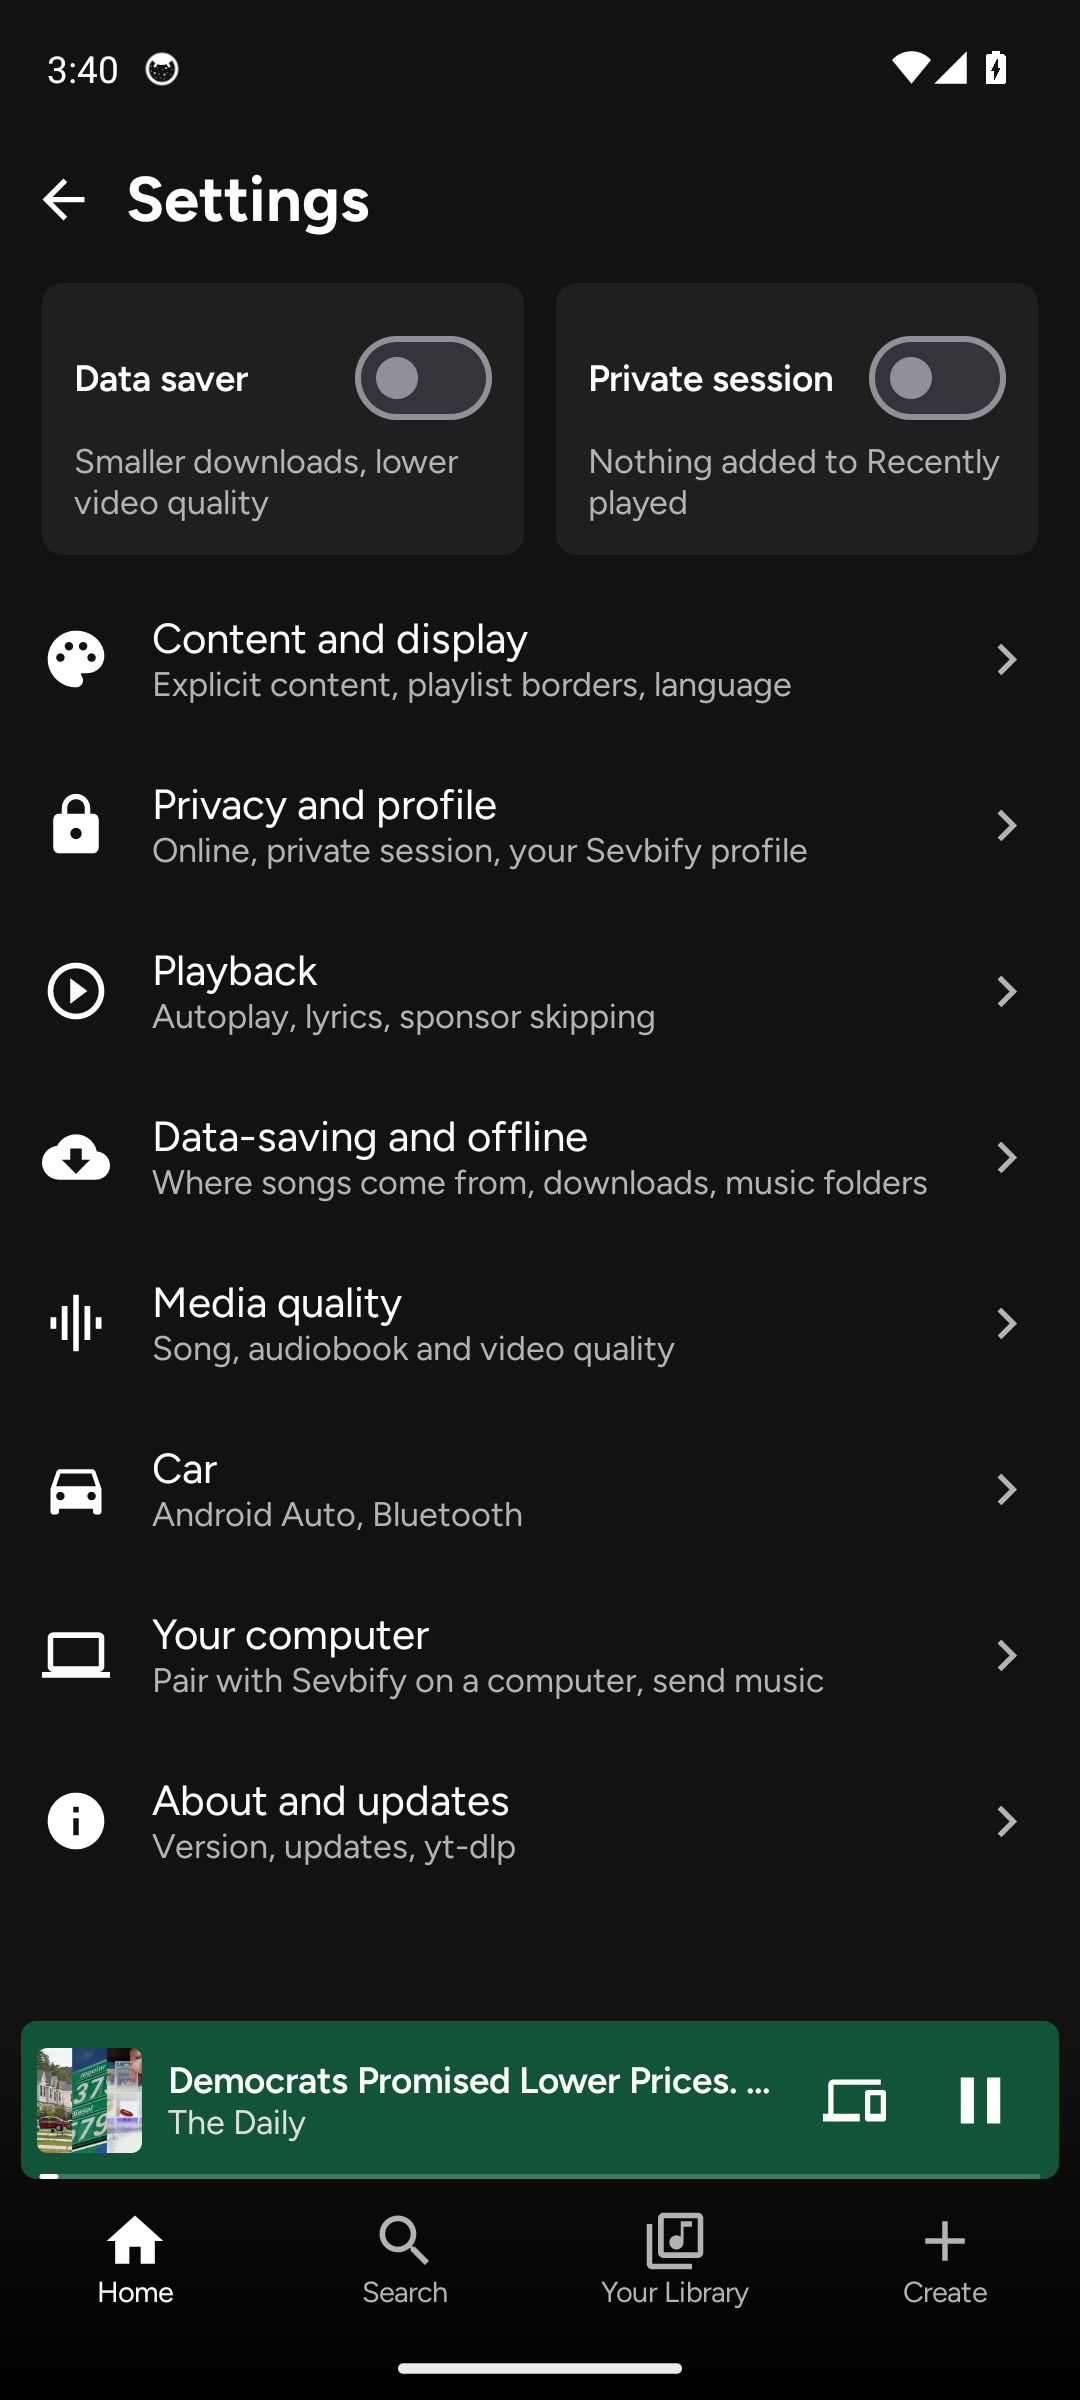 3:40
Settings
Data saver
Smaller downloads, lower
video quality
Private session
Nothing added to Recently
played
Content and display
Explicit content, playlist borders, language
Privacy and profile
Online, private session, your Sevbify profile
Playback
Autoplay, lyrics, sponsor skipping
Data-saving and offline
Where songs come from, downloads, music folders
Media quality
Song, audiobook and video quality
Car
Android Auto, Bluetooth
Your computer
Pair with Sevbify on a computer, send music
About and updates
Version, updates, yt-dlp
regular
37
79
Democrats Promised Lower Prices. ...
The Daily
Home
Search
Your Library
Create